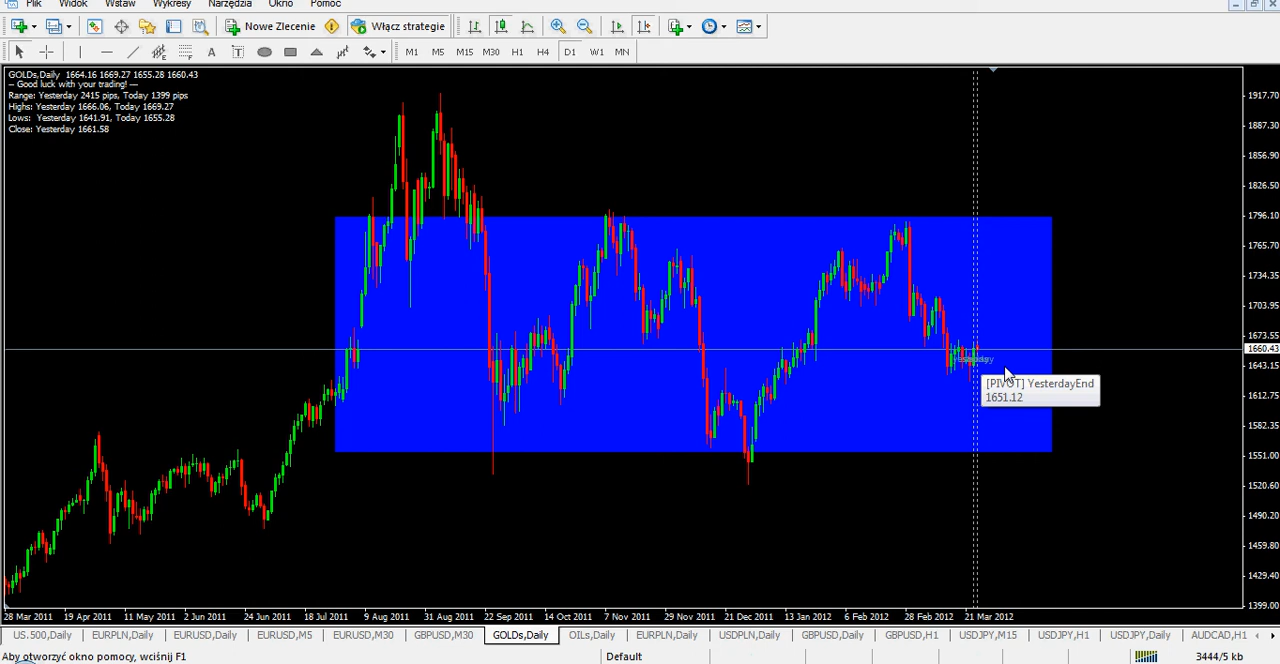 Plik Widok Wstaw Wykresy Narzędzia Okno Pomoc
Nowe Zlecenie Włącz strategie
A T M1 M5 M15 M30 H1 H4 D1 W1 MN
GOLDs,Daily 1664.16 1669.27 1655.28 1660.43
— Good luck with your trading! —
Range: Yesterday 2415 pips, Today 1399 pips
Highs: Yesterday 1666.06, Today 1669.27
Lows: Yesterday 1641.91, Today 1655.28
Close: Yesterday 1661.58
1917.70
1887.30
1856.90
1826.50
1796.10
1765.70
1734.35
1703.95
1673.55
1660.43
1643.15
1612.75
1582.35
1551.00
1520.60
1490.20
1459.80
1429.40
1399.00
[PIVOT] YesterdayEnd
1651.12
28 Mar 2011 19 Apr 2011 11 May 2011 2 Jun 2011 24 Jun 2011 18 Jul 2011 9 Aug 2011 31 Aug 2011 22 Sep 2011 14 Oct 2011 7 Nov 2011 29 Nov 2011 21 Dec 2011 13 Jan 2012 6 Feb 2012 28 Feb 2012 21 Mar 2012
US.500,Daily EURPLN,Daily EURUSD,Daily EURUSD,M5 EURUSD,M30 GBPUSD,M30 GOLDs,Daily OILs,Daily EURPLN,Daily USDPLN,Daily GBPUSD,Daily GBPUSD,H1 USDJPY,M15 USDJPY,H1 USDJPY,Daily AUDCAD,H1
Aby otworzyć okno pomocy, wciśnij F1 Default 3444/5 kb